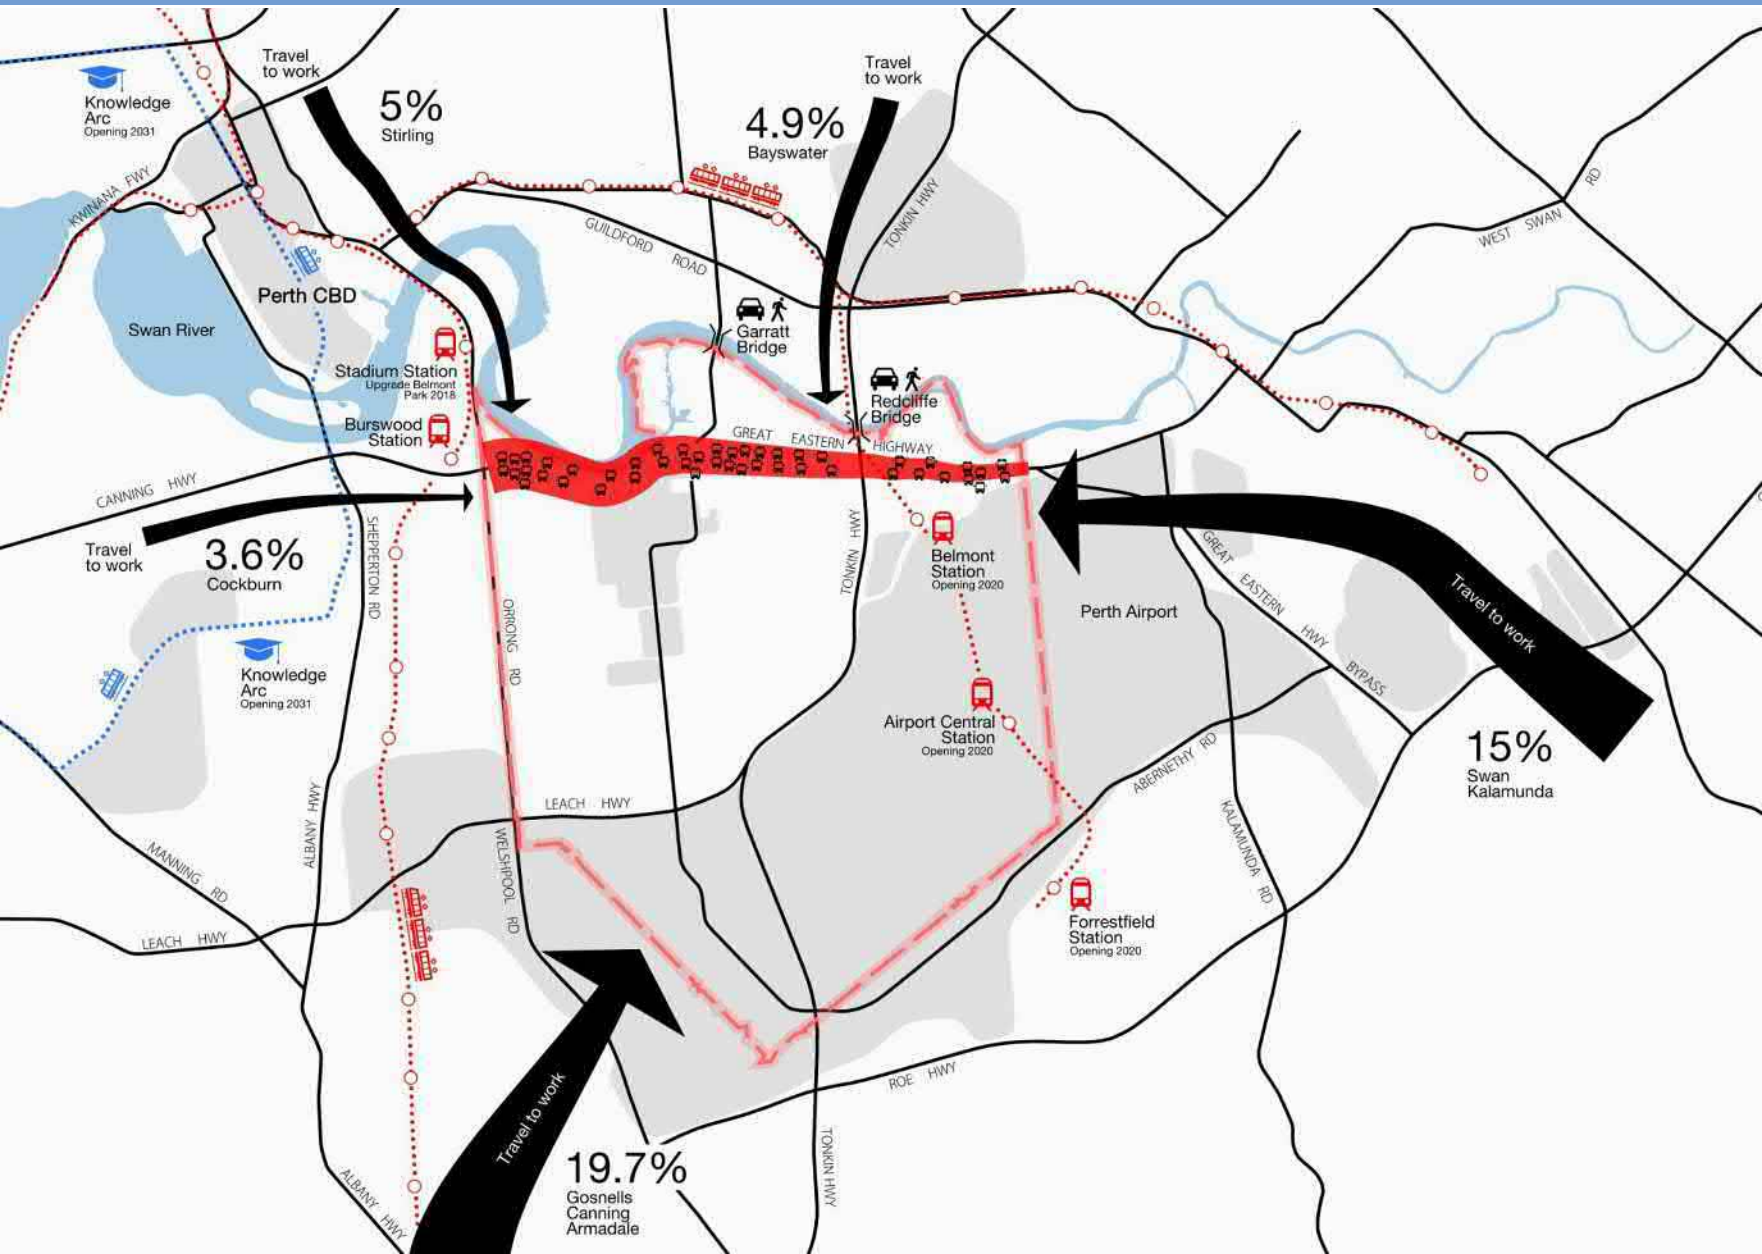 Travel
to work
Knowledge
Arc
Opening 2031
5%
Stirling
Travel
to work
4.9%
Bayswater
KWINANA FWY
TONKIN HWY
GUILDFORD ROAD
WEST SWAN RD
Perth CBD
Swan River
Garratt
Bridge
Stadium Station
Upgrade Belmont
Park 2018
Redcliffe
Bridge
Burswood
Station
GREAT EASTERN HIGHWAY
CANNING HWY
Travel
to work
3.6%
Cockburn
SHEPPERTON RD
TONKIN HWY
Belmont
Station
Opening 2020
GREAT EASTERN HWY BYPASS
Perth Airport
Travel to work
ORRONG RD
Knowledge
Arc
Opening 2031
Airport Central
Station
Opening 2020
15%
Swan
Kalamunda
ABERNETHY RD
LEACH HWY
ALBANY HWY
WELSHPOOL RD
KALAMUNDA RD
MANNING RD
LEACH HWY
Forrestfield
Station
Opening 2020
Travel to work
ROE HWY
19.7%
Gosnells
Canning
Armadale
TONKIN HWY
ALBANY HWY